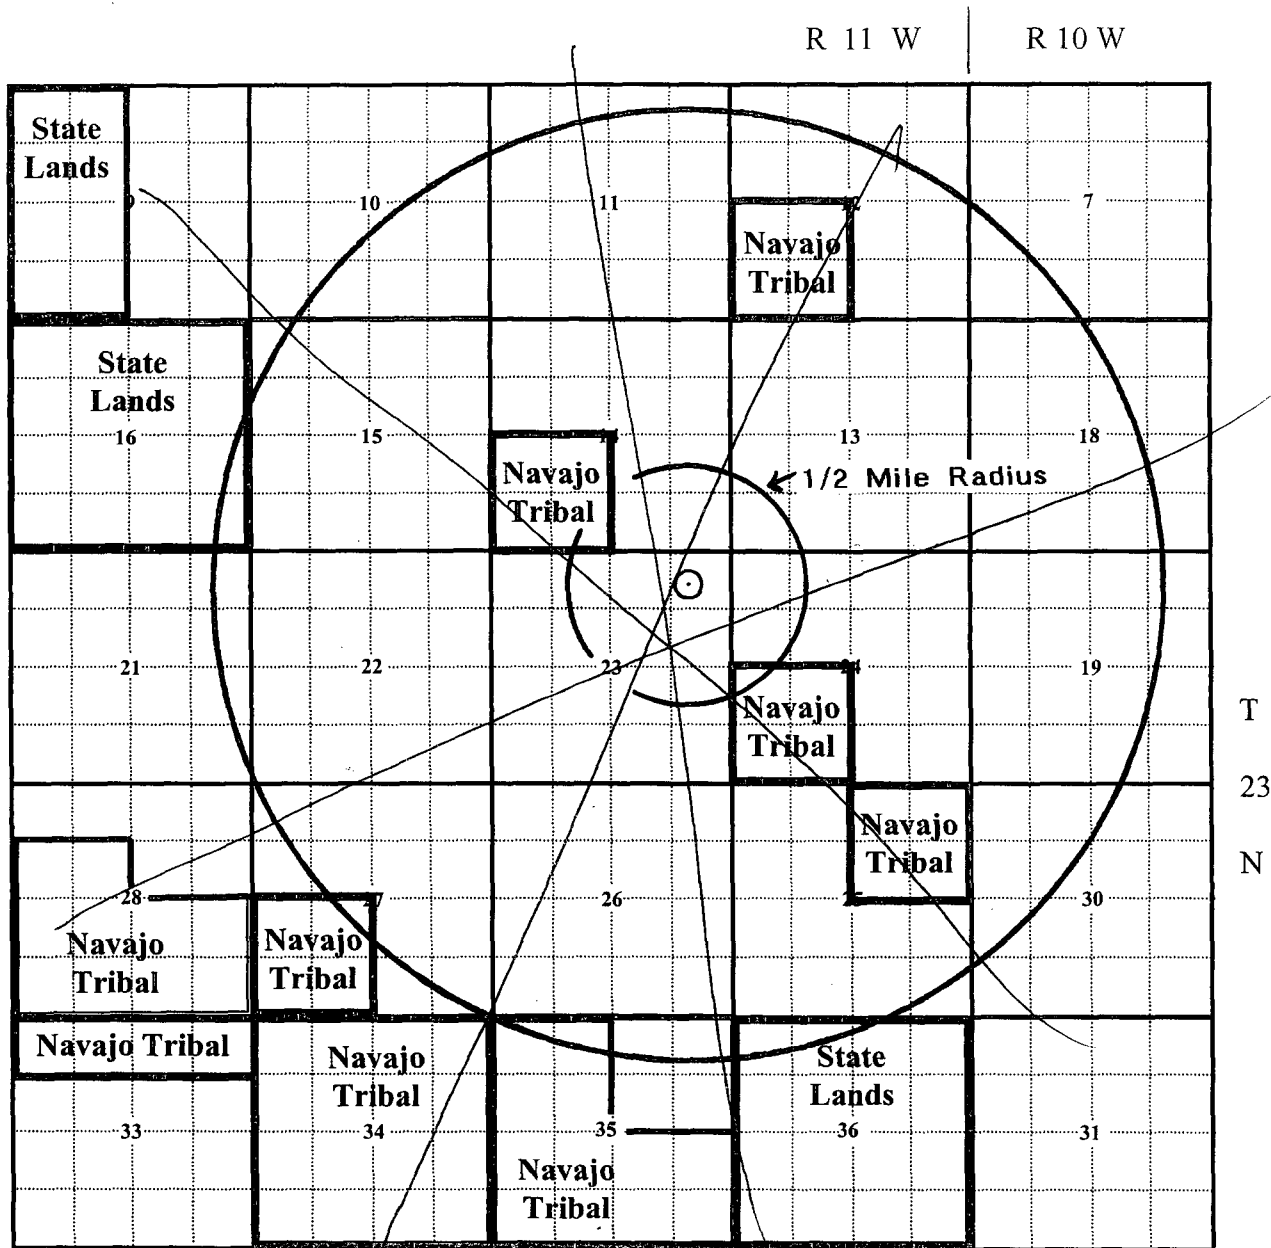 R 11 W R 10 W
State
Lands
9 10 11 12 7
Navajo
Tribal
State
Lands
16 15 14 13 18
Navajo
Tribal
1/2 Mile Radius
21 22 23 24 19
Navajo
Tribal
T
23
N
Navajo
Tribal
28 27 26 25 30
Navajo
Tribal
Navajo
Tribal
Navajo Tribal
Navajo
Tribal
State
Lands
33 34 35 36 31
Navajo
Tribal